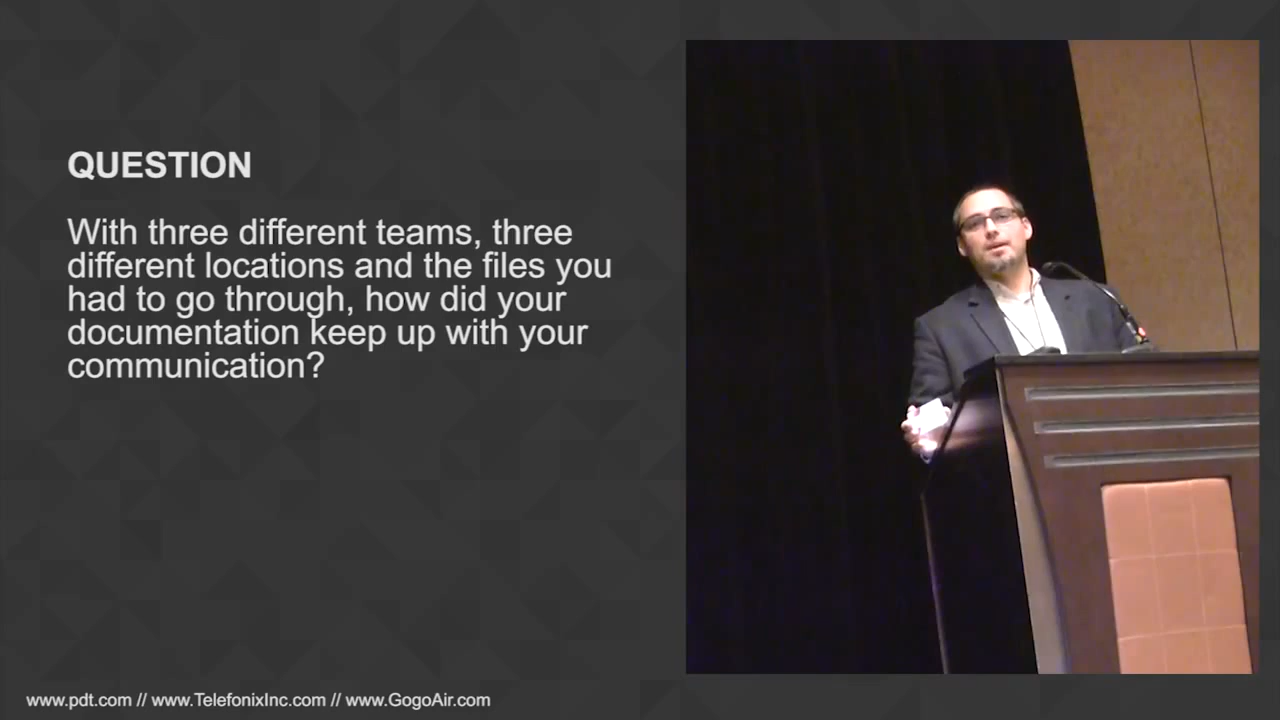 QUESTION
With three different teams, three
different locations and the files you
had to go through, how did your
documentation keep up with your
communication?
www.pdt.com // www.TelefonixInc.com // www.GogoAir.com